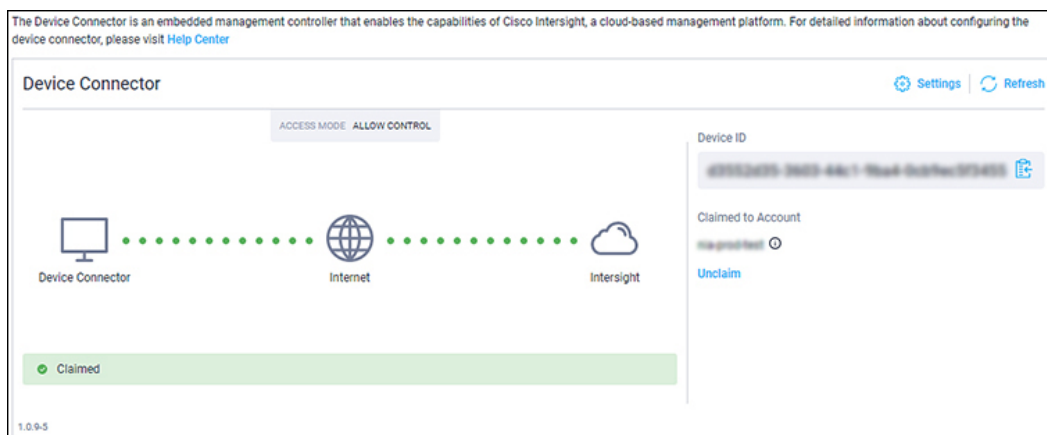 The Device Connector is an embedded management controller that enables the capabilities of Cisco Intersight, a cloud-based management platform. For detailed information about configuring the
device connector, please visit Help Center
Device Connector
Settings
Refresh
ACCESS MODE ALLOW CONTROL
Device ID
Claimed to Account
Device Connector
Internet
Intersight
Unclaim
Claimed
1.0.9-5